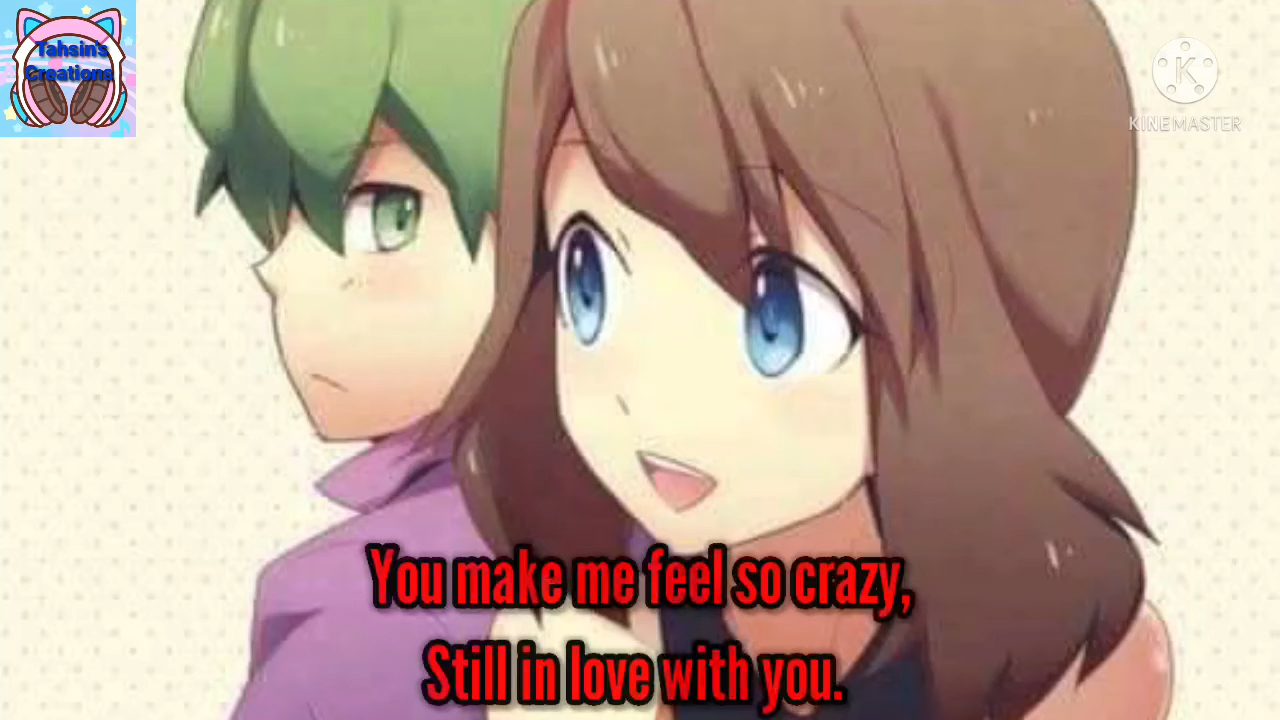 Tahsin's
Creations
K
KINEMASTER
You make me feel so crazy,
Still in love with you.